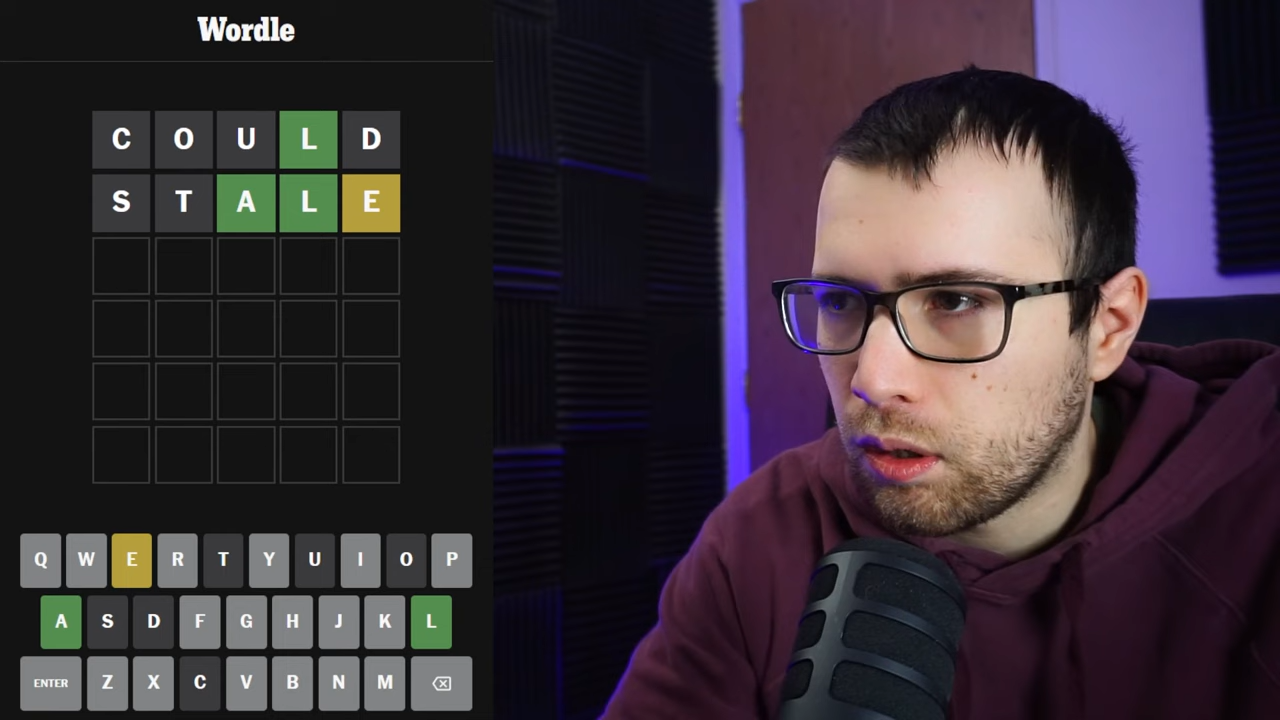 Wordle
C O U L D
S T A L E
Q W E R T Y U I O P
A S D F G H J K L
ENTER Z X C V B N M